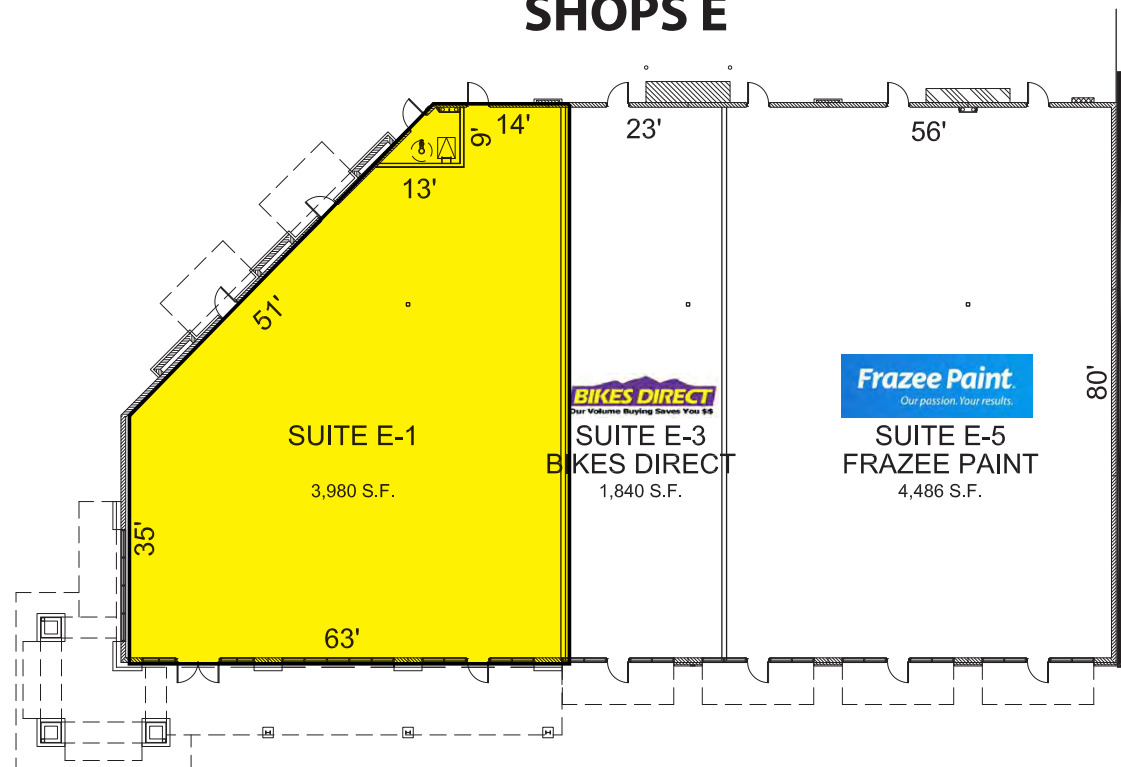 SHOPS E
14'
23'
56'
9'
13'
51'
80'
BIKES DIRECT
Our Volume Buying Saves You $$
Frazee Paint.
Our passion. Your results.
SUITE E-1
3,980 S.F.
SUITE E-3
BIKES DIRECT
1,840 S.F.
SUITE E-5
FRAZEE PAINT
4,486 S.F.
35'
63'